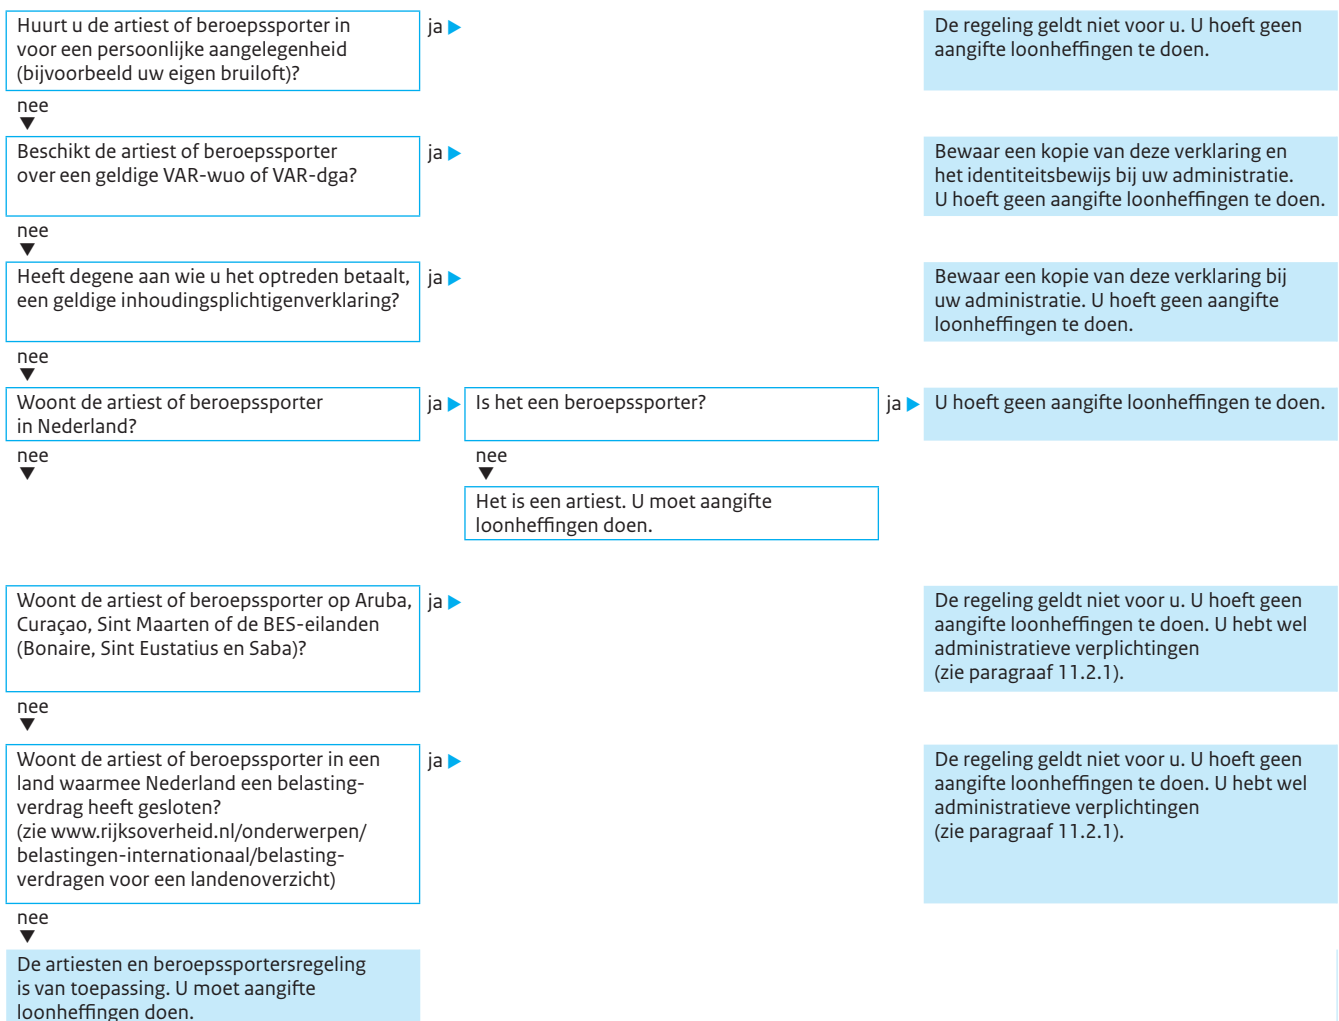 Huurt u de artiest of beroepssporter in
voor een persoonlijke aangelegenheid
(bijvoorbeeld uw eigen bruiloft)?
ja
De regeling geldt niet voor u. U hoeft geen
aangifte loonheffingen te doen.
nee
Beschikt de artiest of beroepssporter
over een geldige VAR-wuo of VAR-dga?
ja
Bewaar een kopie van deze verklaring en
het identiteitsbewijs bij uw administratie.
U hoeft geen aangifte loonheffingen te doen.
nee
Heeft degene aan wie u het optreden betaalt,
een geldige inhoudingsplichtigenverklaring?
ja
Bewaar een kopie van deze verklaring bij
uw administratie. U hoeft geen aangifte
loonheffingen te doen.
nee
Woont de artiest of beroepssporter
in Nederland?
ja
Is het een beroepssporter?
ja
U hoeft geen aangifte loonheffingen te doen.
nee
nee
Het is een artiest. U moet aangifte
loonheffingen doen.
Woont de artiest of beroepssporter op Aruba,
Curaçao, Sint Maarten of de BES-eilanden
(Bonaire, Sint Eustatius en Saba)?
ja
De regeling geldt niet voor u. U hoeft geen
aangifte loonheffingen te doen. U hebt wel
administratieve verplichtingen
(zie paragraaf 11.2.1).
nee
Woont de artiest of beroepssporter in een
land waarmee Nederland een belasting-
verdrag heeft gesloten?
(zie www.rijksoverheid.nl/onderwerpen/
belastingen-internationaal/belasting-
verdragen voor een landenoverzicht)
ja
De regeling geldt niet voor u. U hoeft geen
aangifte loonheffingen te doen. U hebt wel
administratieve verplichtingen
(zie paragraaf 11.2.1).
nee
De artiesten en beroepssportersregeling
is van toepassing. U moet aangifte
loonheffingen doen.